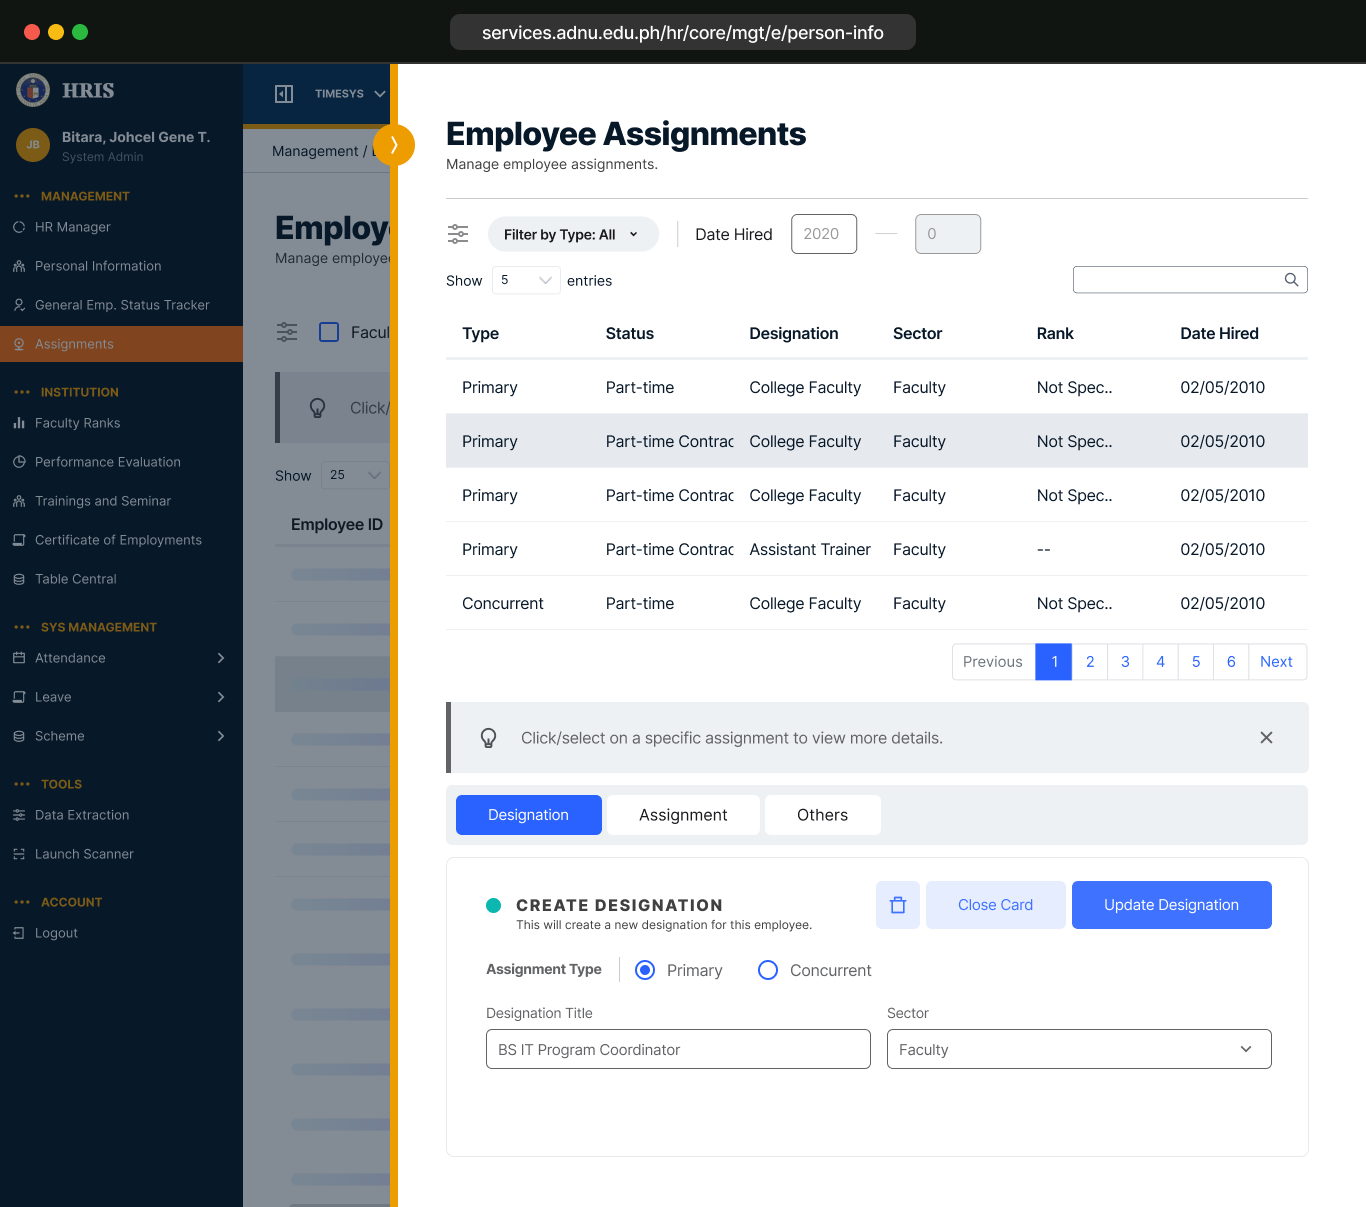 services.adnu.edu.ph/hr/core/mgt/e/person-info
HRIS
JB
Bitara, Johcel Gene T.
System Admin
MANAGEMENT
HR Manager
Personal Information
General Emp. Status Tracker
Assignments
INSTITUTION
Faculty Ranks
Performance Evaluation
Trainings and Seminar
Certificate of Employments
Table Central
SYS MANAGEMENT
Attendance
Leave
Scheme
TOOLS
Data Extraction
Launch Scanner
ACCOUNT
Logout
TIMESYS
Management /
Employ
Manage employee
Facul
Click/
Show 25
Employee ID
Employee Assignments
Manage employee assignments.
Filter by Type: All Date Hired 2020 0
Show 5 entries
Type Status Designation Sector Rank Date Hired
Primary Part-time College Faculty Faculty Not Spec.. 02/05/2010
Primary Part-time Contrac College Faculty Faculty Not Spec.. 02/05/2010
Primary Part-time Contrac College Faculty Faculty Not Spec.. 02/05/2010
Primary Part-time Contrac Assistant Trainer Faculty -- 02/05/2010
Concurrent Part-time College Faculty Faculty Not Spec.. 02/05/2010
Previous 1 2 3 4 5 6 Next
Click/select on a specific assignment to view more details.
Designation Assignment Others
CREATE DESIGNATION
This will create a new designation for this employee.
Close Card Update Designation
Assignment Type Primary Concurrent
Designation Title Sector
BS IT Program Coordinator Faculty